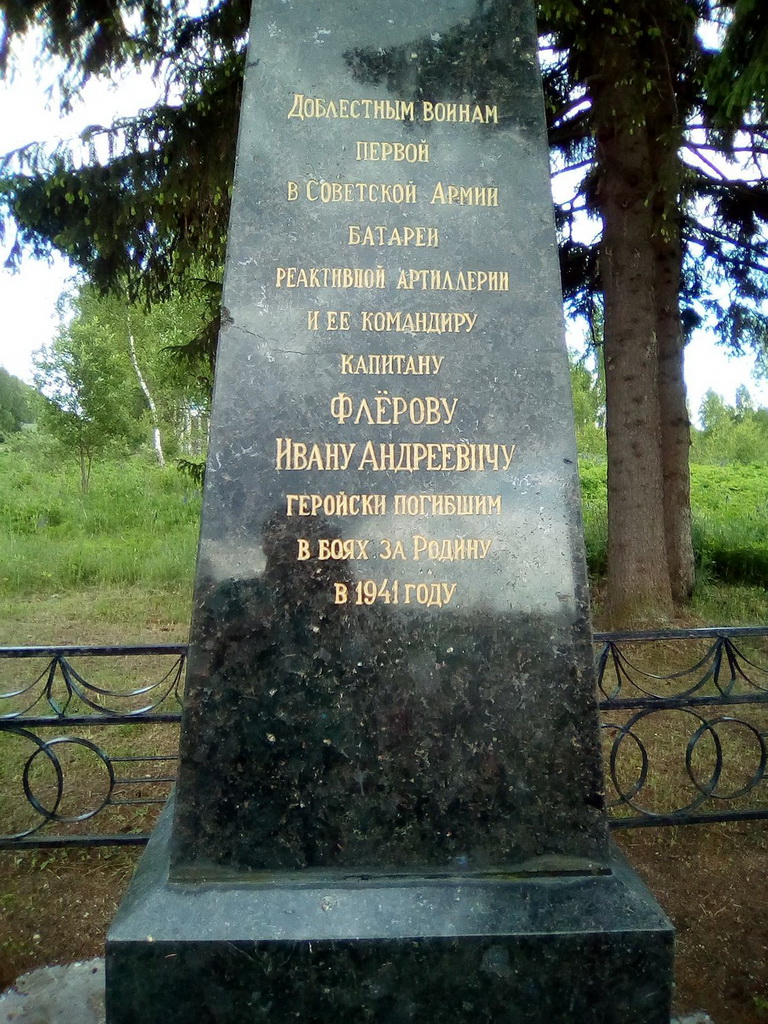 Доблестным воинам
первой
в Советской Армии
батареи
реактивной артиллерии
и ее командиру
капитану
Флёрову
Ивану Андреевичу
геройски погибшим
в боях за Родину
в 1941 году